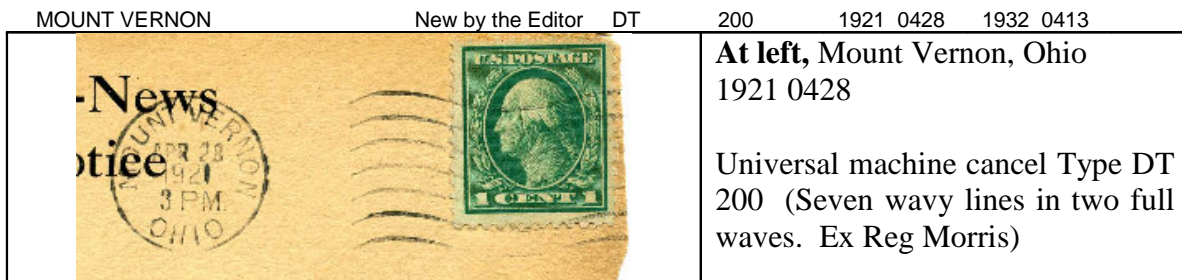 MOUNT VERNON New by the Editor DT 200 1921 0428 1932 0413
-News
otice
MOUNT VERNON
APR 28
1921
3 PM.
OHIO
U.S. POSTAGE
1 CENT 1
At left, Mount Vernon, Ohio
1921 0428
Universal machine cancel Type DT
200 (Seven wavy lines in two full
waves. Ex Reg Morris)